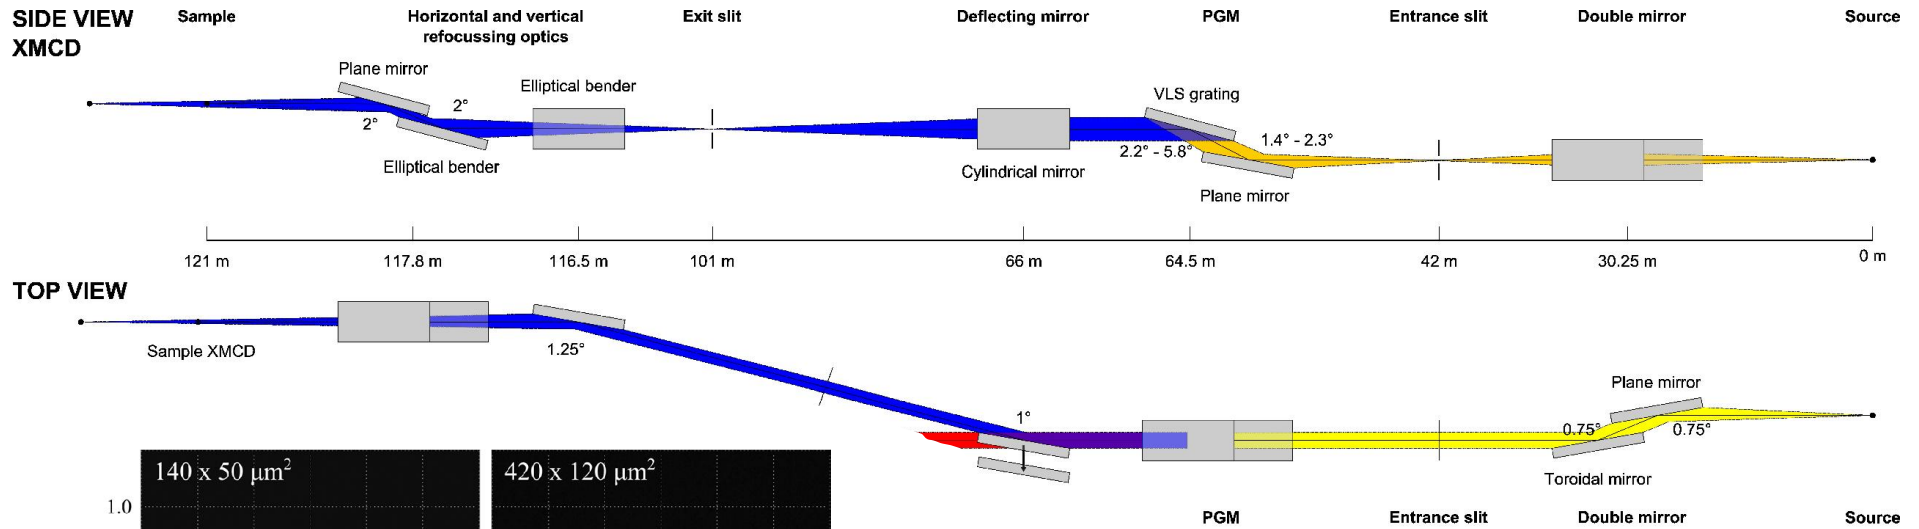 SIDE VIEW
XMCD
Sample
Horizontal and vertical
refocussing optics
Exit slit
Deflecting mirror
PGM
Entrance slit
Double mirror
Source
Plane mirror
2°
2°
Elliptical bender
Elliptical bender
Cylindrical mirror
VLS grating
1.4° - 2.3°
2.2° - 5.8°
Plane mirror
121 m
117.8 m
116.5 m
101 m
66 m
64.5 m
42 m
30.25 m
0 m
TOP VIEW
Sample XMCD
1.25°
1°
Plane mirror
0.75°
0.75°
Toroidal mirror
140 x 50 μm²
420 x 120 μm²
1.0
PGM
Entrance slit
Double mirror
Source